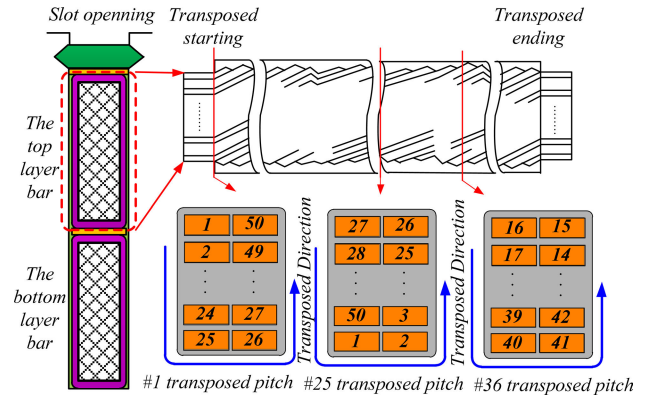 Slot openning
Transposed
starting
Transposed
ending
The
top
layer
bar
The
bottom
layer
bar
1 50
2 49
24 27
25 26
#1 transposed pitch
Transposed Direction
27 26
28 25
50 3
1 2
#25 transposed pitch
Transposed Direction
16 15
17 14
39 42
40 41
#36 transposed pitch